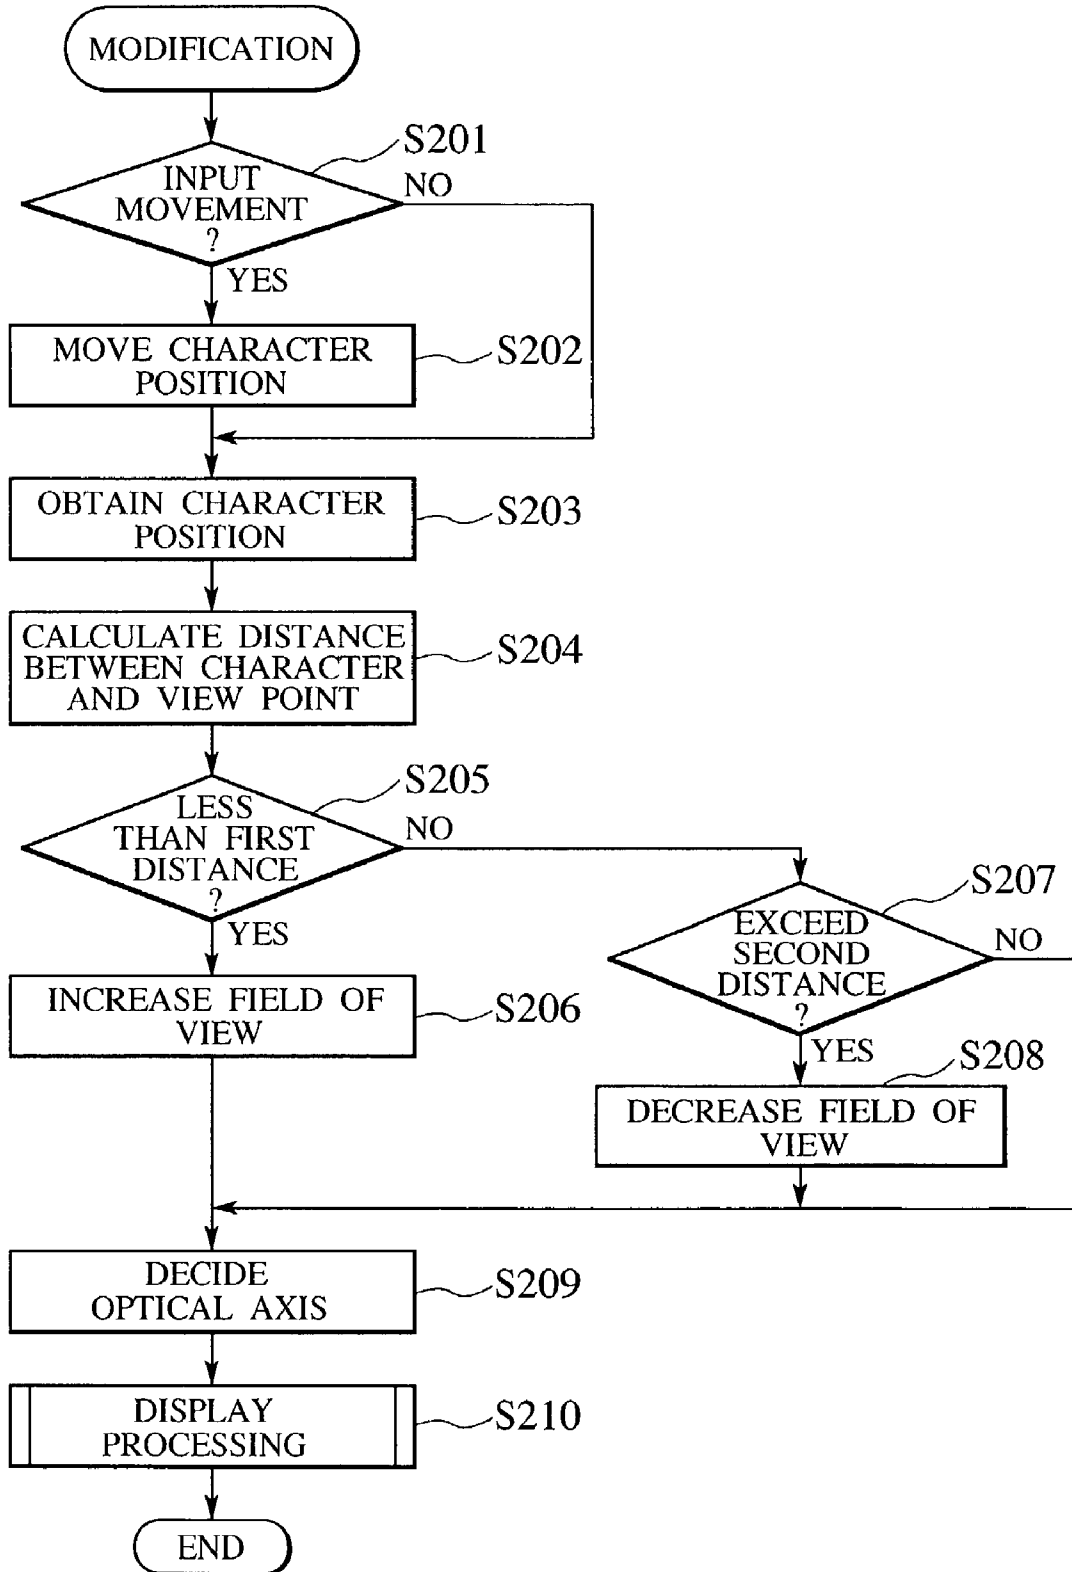 MODIFICATION
S201
INPUT
MOVEMENT
?
NO
YES
MOVE CHARACTER
POSITION
S202
OBTAIN CHARACTER
POSITION
S203
CALCULATE DISTANCE
BETWEEN CHARACTER
AND VIEW POINT
S204
S205
LESS
THAN FIRST
DISTANCE
?
NO
YES
S207
EXCEED
SECOND
DISTANCE
?
NO
YES
INCREASE FIELD OF
VIEW
S206
S208
DECREASE FIELD OF
VIEW
DECIDE
OPTICAL AXIS
S209
DISPLAY
PROCESSING
S210
END